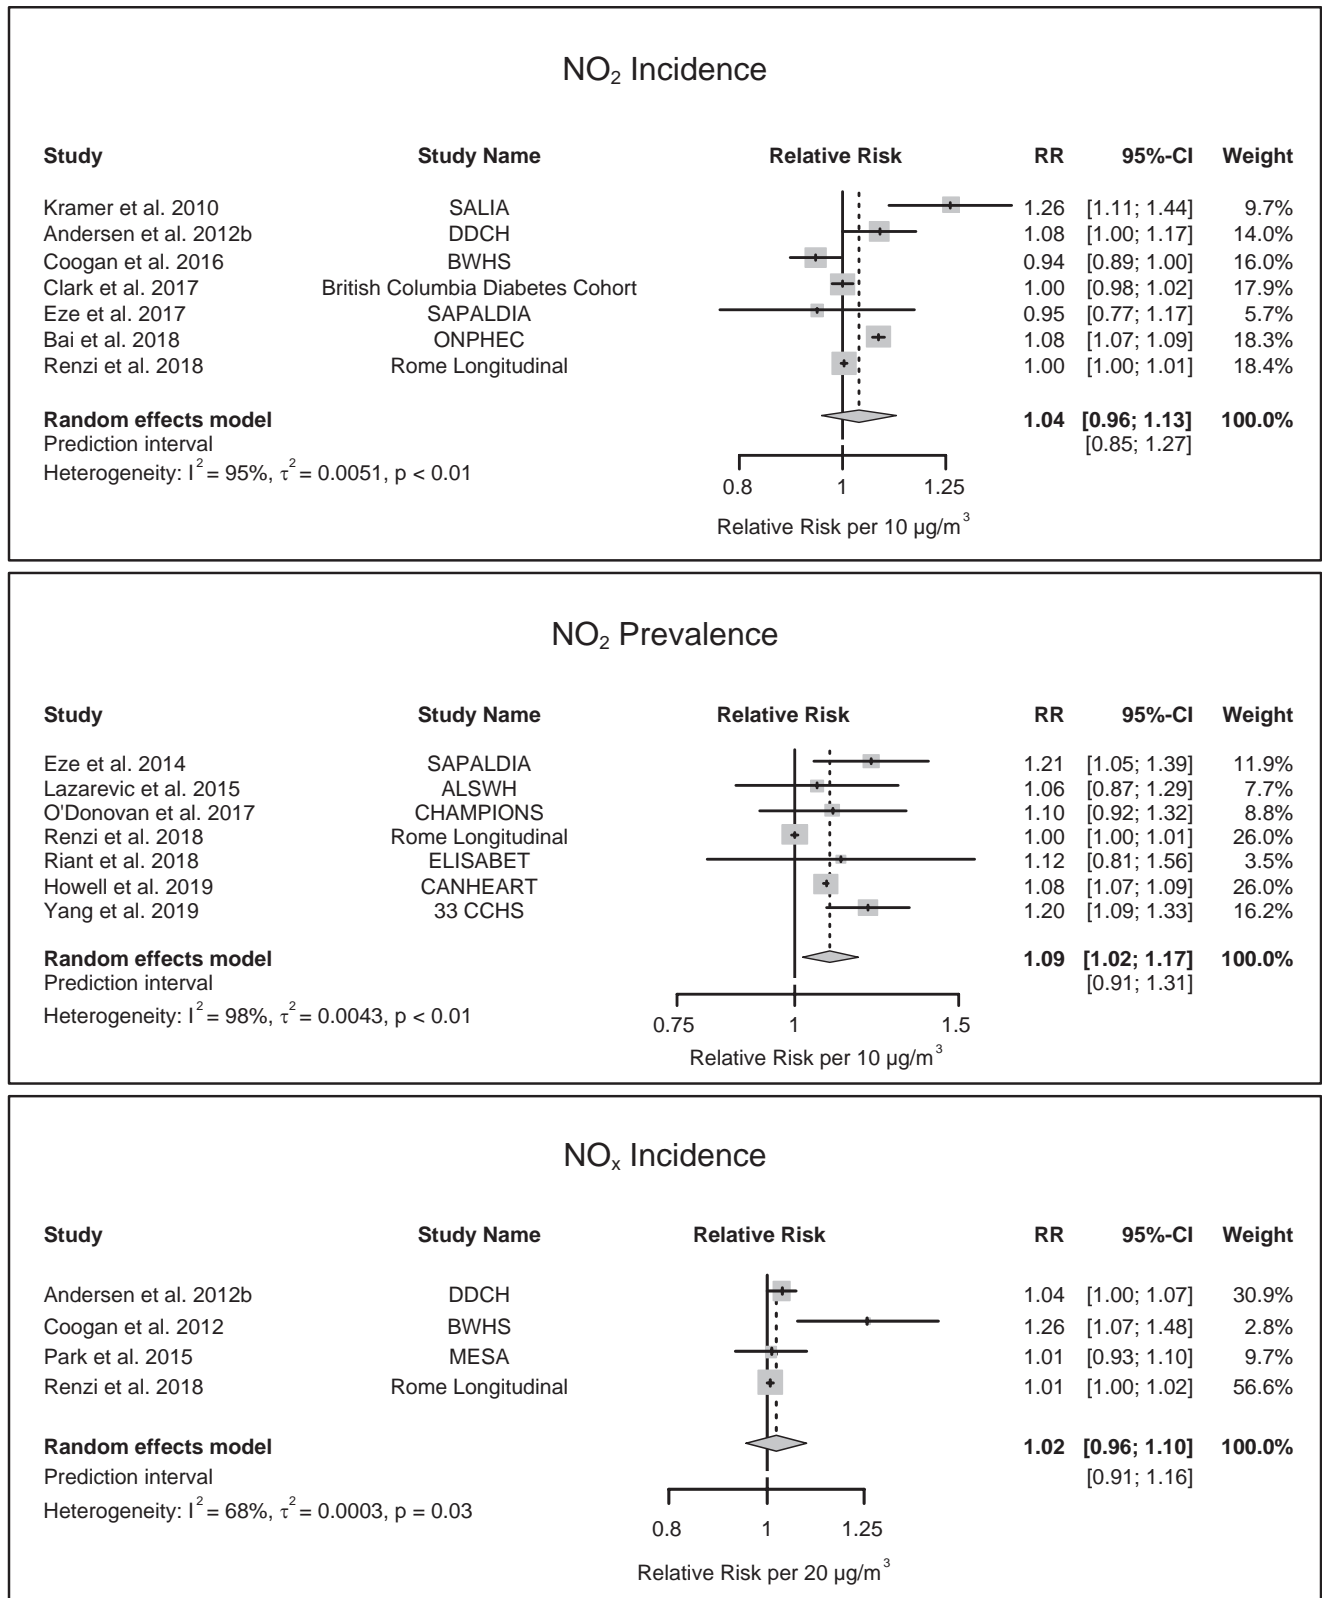 NO₂ Incidence
Study Study Name Relative Risk RR 95%-CI Weight
Kramer et al. 2010 SALIA 1.26 [1.11; 1.44] 9.7%
Andersen et al. 2012b DDCH 1.08 [1.00; 1.17] 14.0%
Coogan et al. 2016 BWHS 0.94 [0.89; 1.00] 16.0%
Clark et al. 2017 British Columbia Diabetes Cohort 1.00 [0.98; 1.02] 17.9%
Eze et al. 2017 SAPALDIA 0.95 [0.77; 1.17] 5.7%
Bai et al. 2018 ONPHEC 1.08 [1.07; 1.09] 18.3%
Renzi et al. 2018 Rome Longitudinal 1.00 [1.00; 1.01] 18.4%
Random effects model 1.04 [0.96; 1.13] 100.0%
Prediction interval [0.85; 1.27]
Heterogeneity: I² = 95%, τ² = 0.0051, p < 0.01
0.8 1 1.25
Relative Risk per 10 µg/m³
NO₂ Prevalence
Study Study Name Relative Risk RR 95%-CI Weight
Eze et al. 2014 SAPALDIA 1.21 [1.05; 1.39] 11.9%
Lazarevic et al. 2015 ALSWH 1.06 [0.87; 1.29] 7.7%
O'Donovan et al. 2017 CHAMPIONS 1.10 [0.92; 1.32] 8.8%
Renzi et al. 2018 Rome Longitudinal 1.00 [1.00; 1.01] 26.0%
Riant et al. 2018 ELISABET 1.12 [0.81; 1.56] 3.5%
Howell et al. 2019 CANHEART 1.08 [1.07; 1.09] 26.0%
Yang et al. 2019 33 CCHS 1.20 [1.09; 1.33] 16.2%
Random effects model 1.09 [1.02; 1.17] 100.0%
Prediction interval [0.91; 1.31]
Heterogeneity: I² = 98%, τ² = 0.0043, p < 0.01
0.75 1 1.5
Relative Risk per 10 µg/m³
NOₓ Incidence
Study Study Name Relative Risk RR 95%-CI Weight
Andersen et al. 2012b DDCH 1.04 [1.00; 1.07] 30.9%
Coogan et al. 2012 BWHS 1.26 [1.07; 1.48] 2.8%
Park et al. 2015 MESA 1.01 [0.93; 1.10] 9.7%
Renzi et al. 2018 Rome Longitudinal 1.01 [1.00; 1.02] 56.6%
Random effects model 1.02 [0.96; 1.10] 100.0%
Prediction interval [0.91; 1.16]
Heterogeneity: I² = 68%, τ² = 0.0003, p = 0.03
0.8 1 1.25
Relative Risk per 20 µg/m³